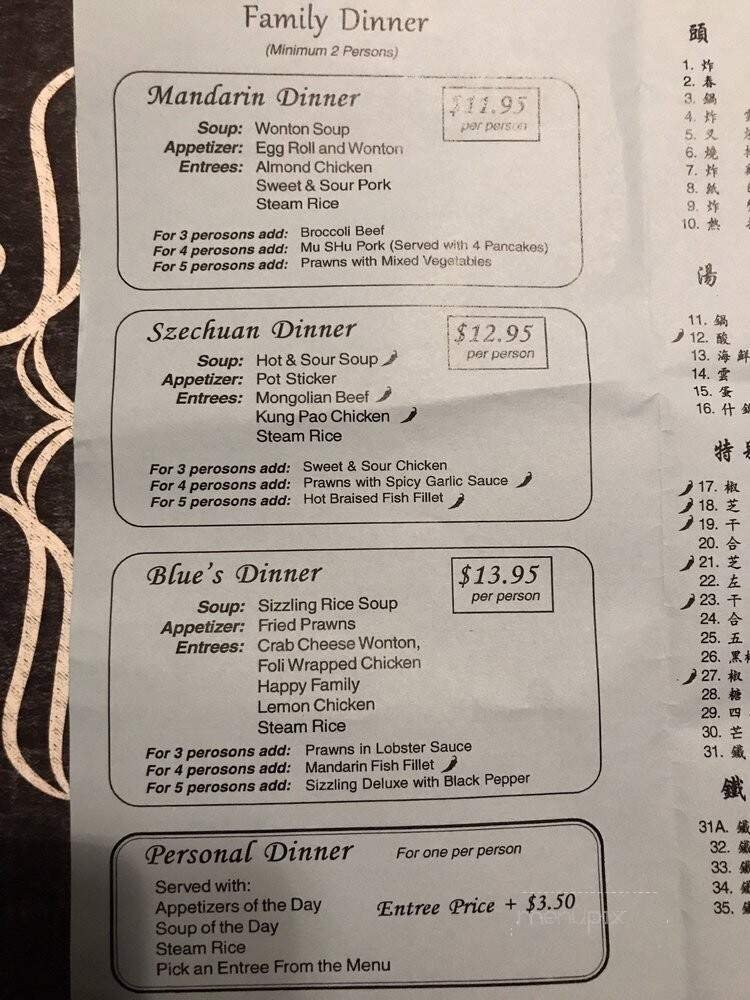 Family Dinner
(Minimum 2 Persons)
Mandarin Dinner
$11.95
per person
Soup: Wonton Soup
Appetizer: Egg Roll and Wonton
Entrees: Almond Chicken
Sweet & Sour Pork
Steam Rice
For 3 perosons add: Broccoli Beef
For 4 perosons add: Mu SHu Pork (Served with 4 Pancakes)
For 5 perosons add: Prawns with Mixed Vegetables
Szechuan Dinner
$12.95
per person
Soup: Hot & Sour Soup
Appetizer: Pot Sticker
Entrees: Mongolian Beef
Kung Pao Chicken
Steam Rice
For 3 perosons add: Sweet & Sour Chicken
For 4 perosons add: Prawns with Spicy Garlic Sauce
For 5 perosons add: Hot Braised Fish Fillet
Blue's Dinner
$13.95
per person
Soup: Sizzling Rice Soup
Appetizer: Fried Prawns
Entrees: Crab Cheese Wonton,
Foli Wrapped Chicken
Happy Family
Lemon Chicken
Steam Rice
For 3 perosons add: Prawns in Lobster Sauce
For 4 perosons add: Mandarin Fish Fillet
For 5 perosons add: Sizzling Deluxe with Black Pepper
Personal Dinner
For one per person
Served with:
Appetizers of the Day
Soup of the Day
Steam Rice
Pick an Entree From the Menu
Entree Price + $3.50
menupix
頭
1. 炸
2. 春
3. 鍋
4. 炸
5. 叉
6. 燒
7. 炸
8. 紙
9. 炸
10. 熱
湯
11. 鍋
12. 酸
13. 海 鮮
14. 雲
15. 蛋
16. 什
特
17. 椒
18. 芝
19. 干
20. 合
21. 芝
22. 左
23. 干
24. 合
25. 五
26. 黑
27. 椒
28. 糖
29. 四
30. 芒
31. 鐵
鐵
31A. 鐵
32. 鐵
33. 鐵
34. 鐵
35. 鐵